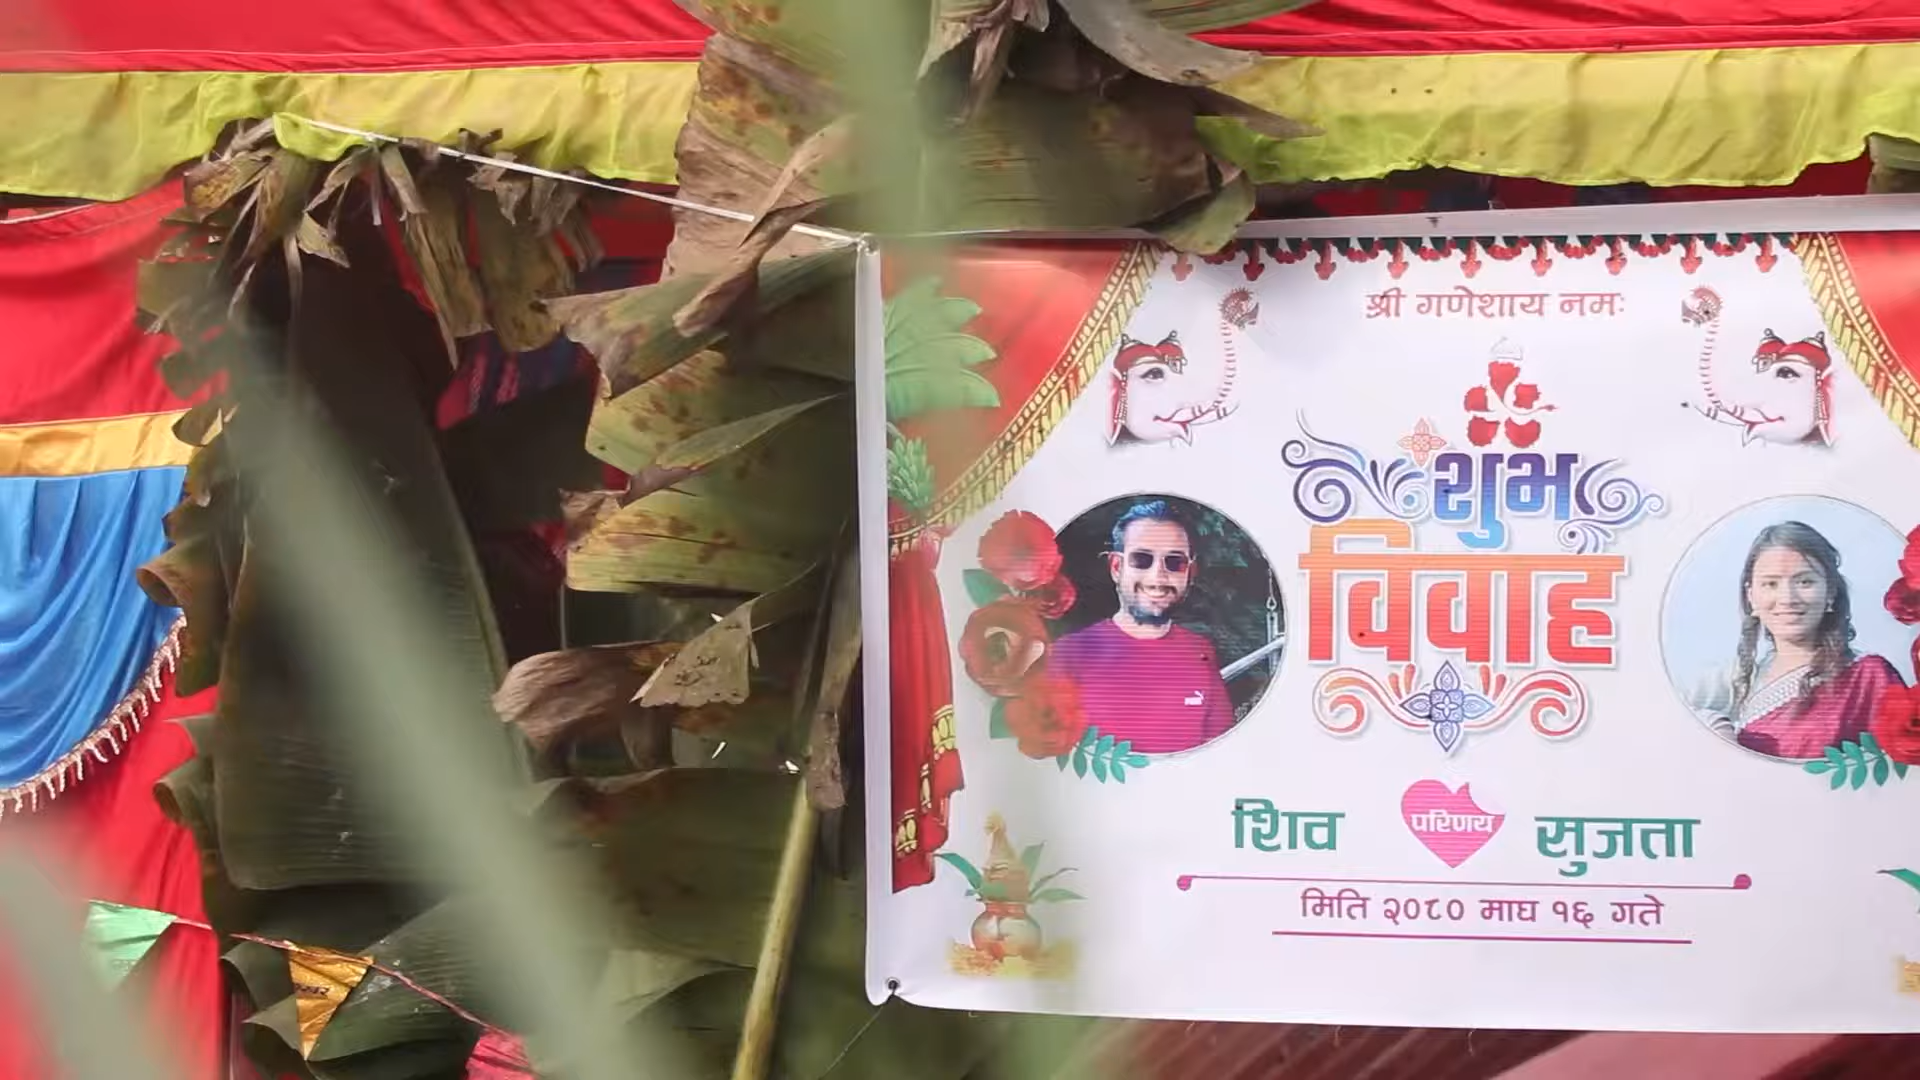 श्री गणेशाय नमः
शुभ
विवाह
शिव परिणय सुजता
मिति २०८० माघ १६ गते